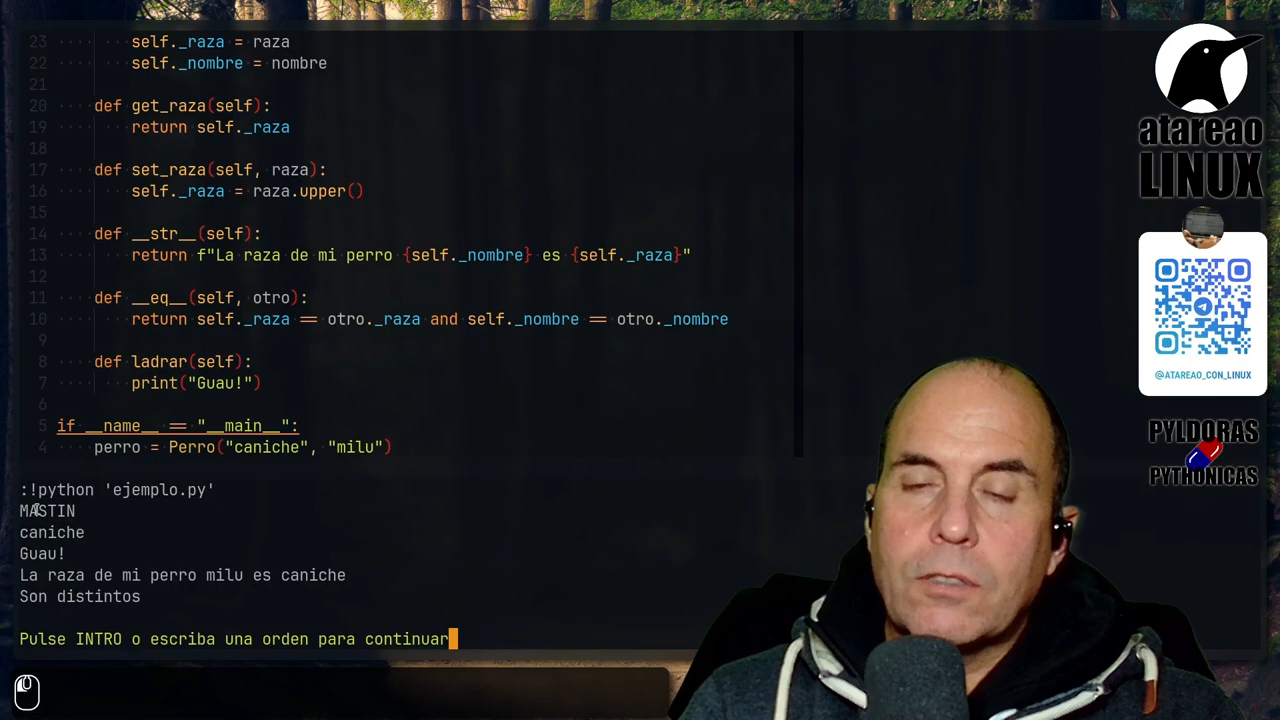 23 self._raza = raza
22 self._nombre = nombre
21
20 def get_raza(self):
19 return self._raza
18
17 def set_raza(self, raza):
16 self._raza = raza.upper()
15
14 def __str__(self):
13 return f"La raza de mi perro {self._nombre} es {self._raza}"
12
11 def __eq__(self, otro):
10 return self._raza == otro._raza and self._nombre == otro._nombre
9
8 def ladrar(self):
7 print("Guau!")
6
5 if __name__ == "__main__":
4 perro = Perro("caniche", "milu")
:!python 'ejemplo.py'
MASTIN
caniche
Guau!
La raza de mi perro milu es caniche
Son distintos
Pulse INTRO o escriba una orden para continuar
atareao
LINUX
@ATAREAO_CON_LINUX
PYLDORAS
PYTHONICAS